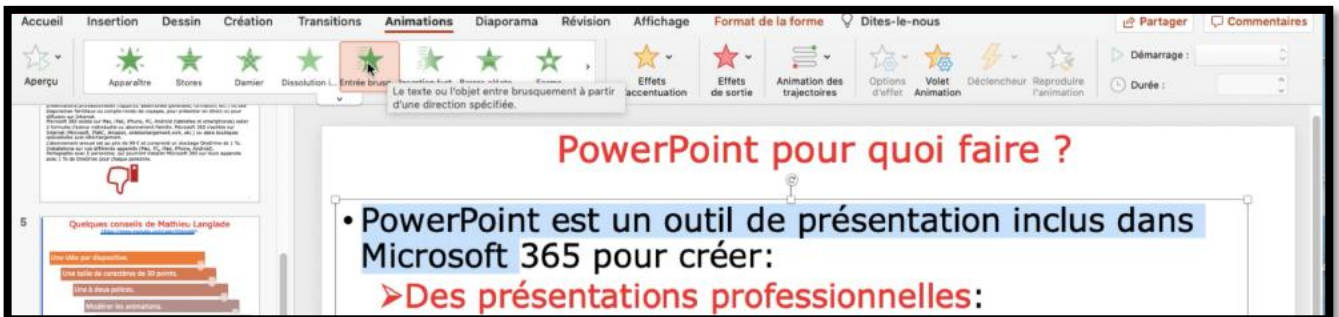 Accueil Insertion Dessin Création Transitions Animations Diaporama Révision Affichage Format de la forme Dites-le-nous Partager Commentaires
Aperçu Apparaître Stores Damier Dissolution i... Entrée brusq Effets d'accentuation Effets de sortie Animation des trajectoires Options d'effet Volet Animation Déclencheur Reproduire l'animation Démarrage :
Durée :
Le texte ou l'objet entre brusquement à partir
d'une direction spécifiée.
5
Quelques conseils de Mathieu Langlade
Une idée par diapositive.
Une taille de caractères de 30 points.
Une à deux polices.
Modérer les animations.
PowerPoint pour quoi faire ?
• PowerPoint est un outil de présentation inclus dans
Microsoft 365 pour créer:
➢Des présentations professionnelles: